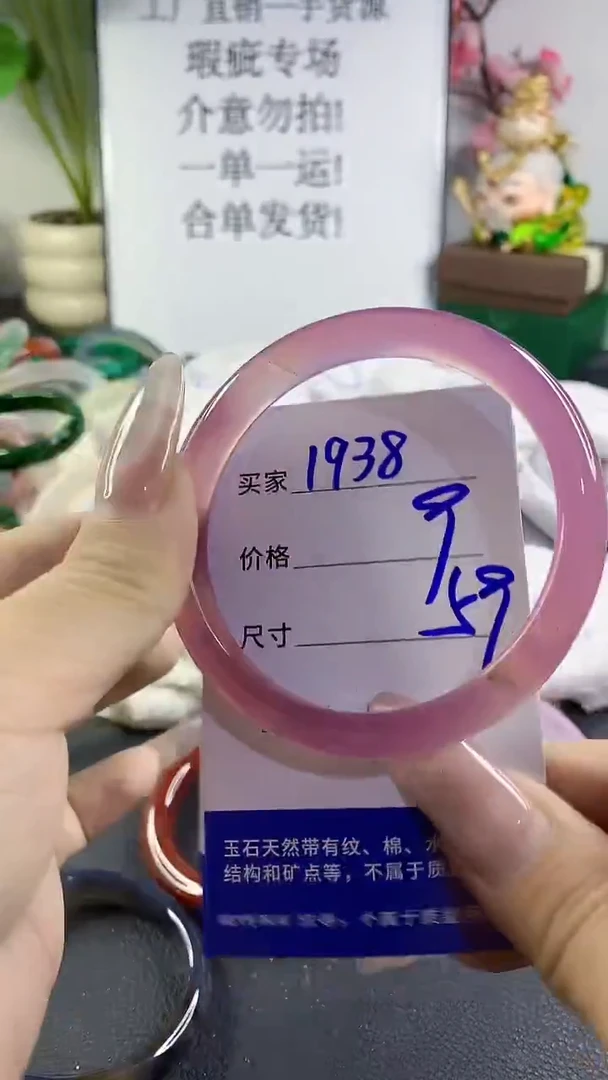 工厂直销一手货源
瑕疵专场
介意勿拍!
一单一运!
合单发货!
买家 1938
价格 9
尺寸 59
玉石天然带有纹、棉、水
结构和矿点等，不属于质